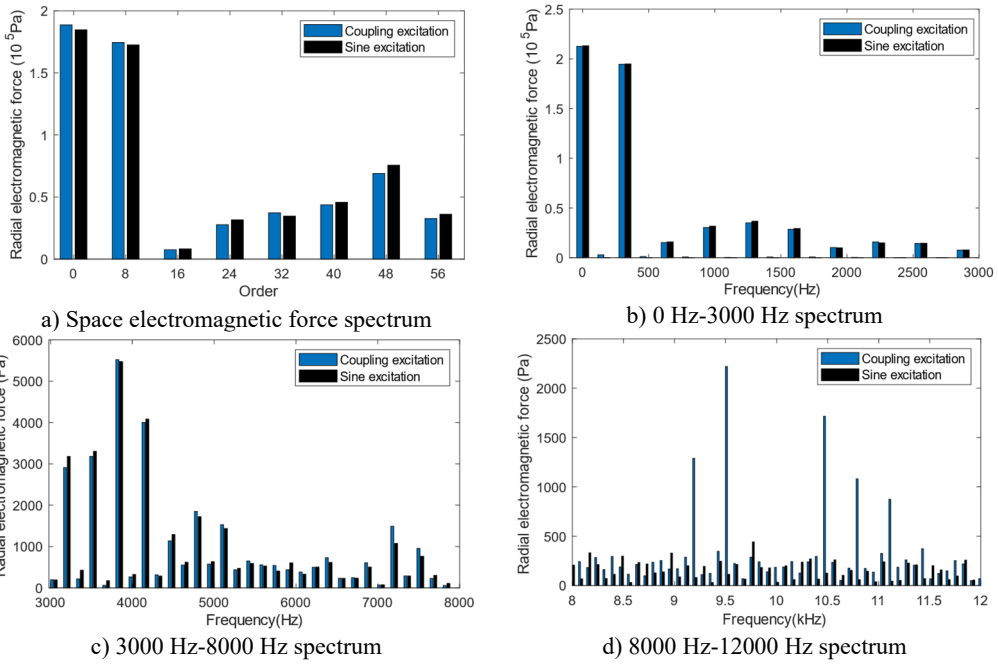 2
1.5
1
0.5
0
Radial electromagnetic force (10 5Pa)
Coupling excitation
Sine excitation
0 8 16 24 32 40 48 56
Order
a) Space electromagnetic force spectrum
2.5
2
1.5
1
0.5
0
Radial electromagnetic force (10 5Pa)
Coupling excitation
Sine excitation
0 500 1000 1500 2000 2500 3000
Frequency(Hz)
b) 0 Hz-3000 Hz spectrum
6000
5000
4000
3000
2000
1000
0
Radial electromagnetic force (Pa)
Coupling excitation
Sine excitation
3000 4000 5000 6000 7000 8000
Frequency(Hz)
c) 3000 Hz-8000 Hz spectrum
2500
2000
1500
1000
500
0
Radial electromagnetic force (Pa)
Coupling excitation
Sine excitation
8 8.5 9 9.5 10 10.5 11 11.5 12
Frequency(kHz)
d) 8000 Hz-12000 Hz spectrum